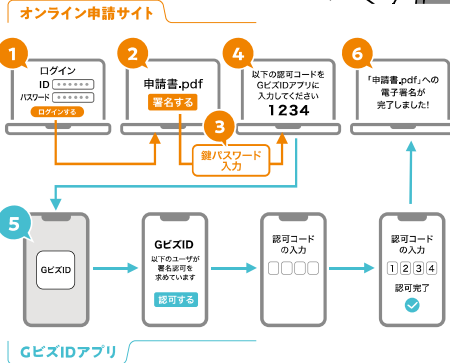 オンライン申請サイト
1
ログイン
ID
パスワード
ログインする
2
申請書.pdf
署名する
3
鍵パスワード
入力
4
以下の認可コードを
GビズIDアプリに
入力してください
1234
6
「申請書.pdf」への
電子署名が
完了しました!
5
GビズID
GビズID
以下のユーザが
署名認可を
求めています
認可する
認可コード
の入力
認可コード
の入力
1 2 3 4
認可完了
GビズIDアプリ